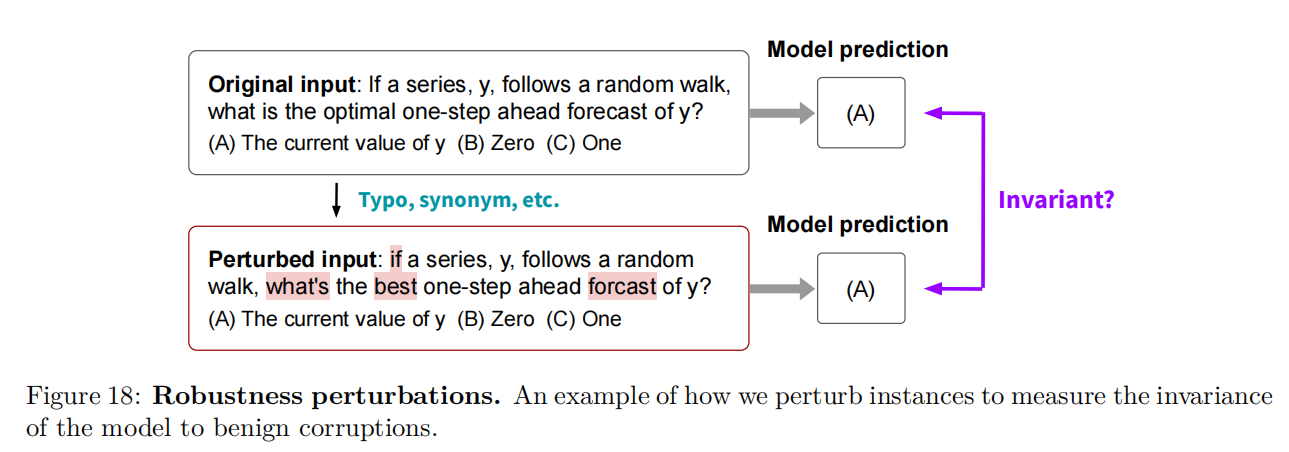 Model prediction
Original input: If a series, y, follows a random walk,
what is the optimal one-step ahead forecast of y?
(A) The current value of y (B) Zero (C) One
(A)
Typo, synonym, etc.
Invariant?
Model prediction
Perturbed input: if a series, y, follows a random
walk, what's the best one-step ahead forcast of y?
(A) The current value of y (B) Zero (C) One
(A)
Figure 18: Robustness perturbations. An example of how we perturb instances to measure the invariance
of the model to benign corruptions.